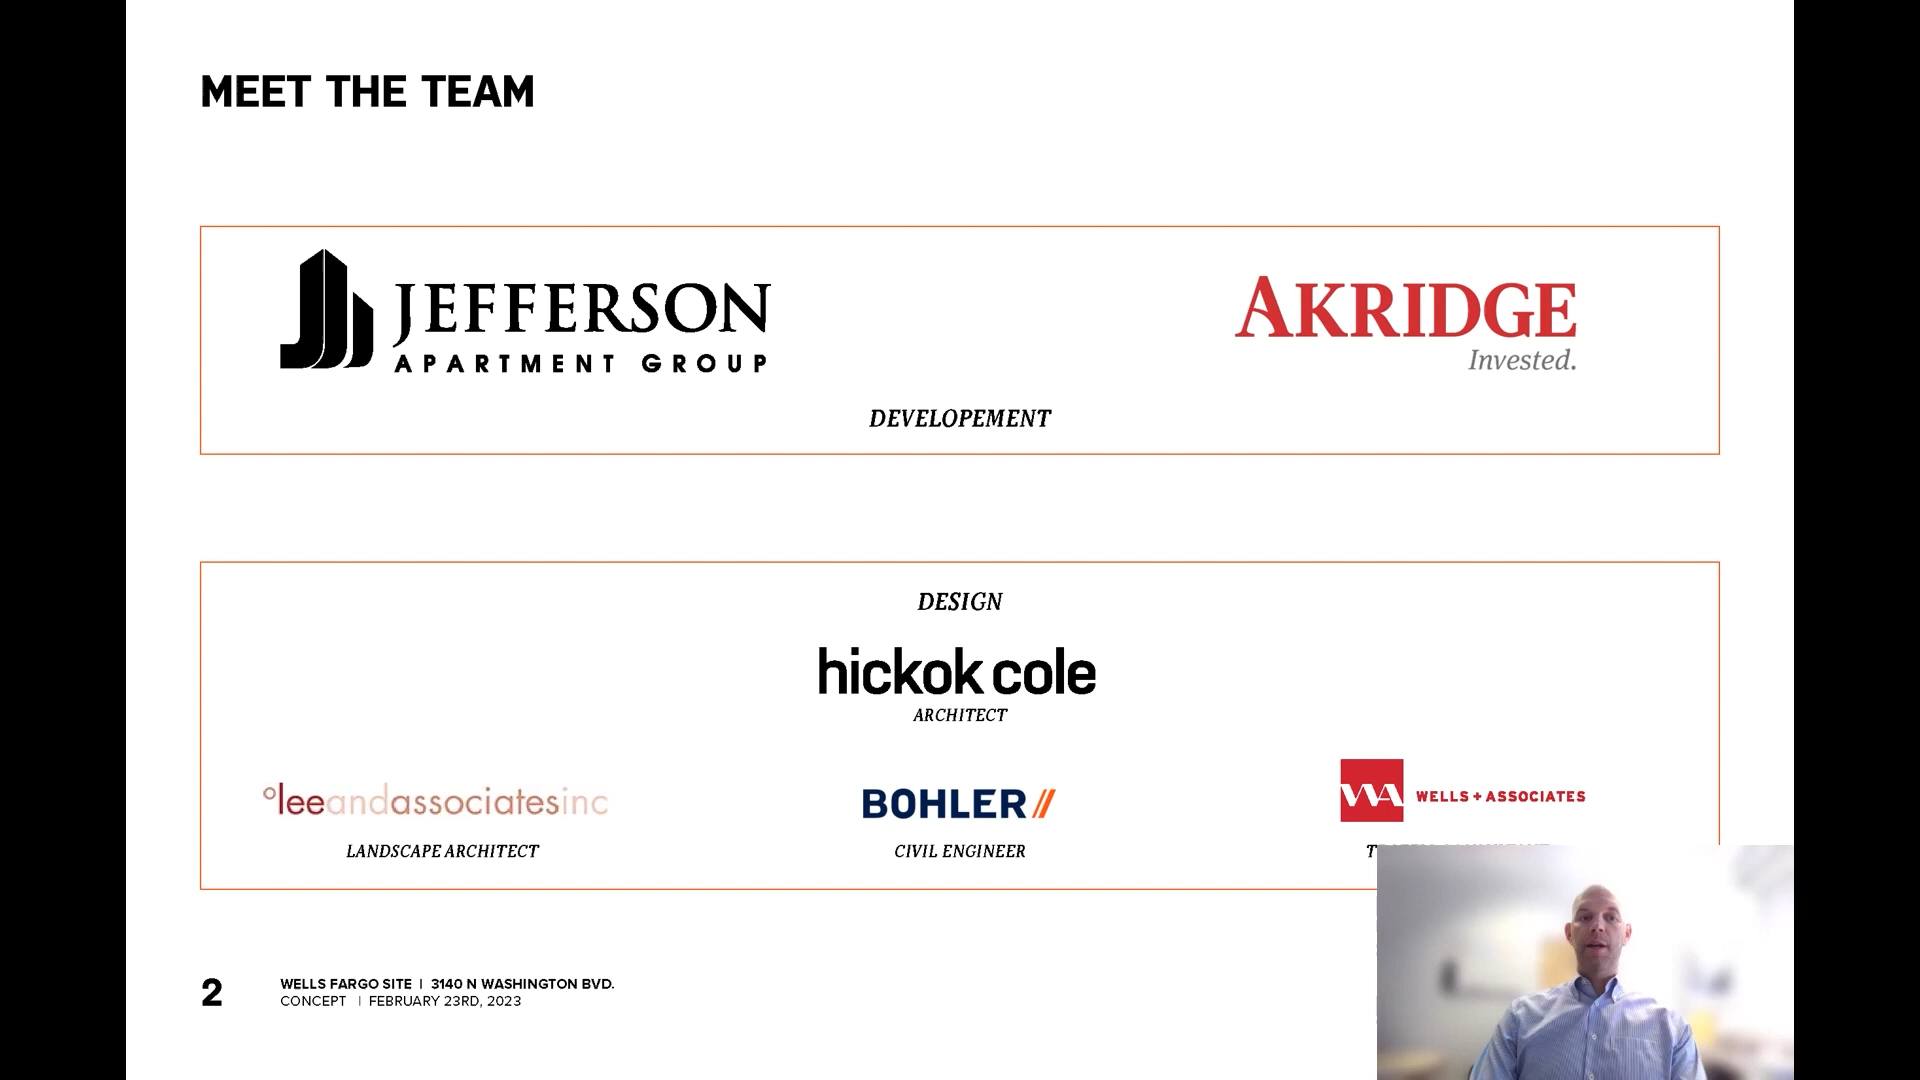 MEET THE TEAM
JEFFERSON
APARTMENT GROUP
AKRIDGE
Invested.
DEVELOPEMENT
DESIGN
hickok cole
ARCHITECT
°leeandassociatesinc
BOHLER//
WA WELLS + ASSOCIATES
LANDSCAPE ARCHITECT
CIVIL ENGINEER
2
WELLS FARGO SITE | 3140 N WASHINGTON BVD.
CONCEPT | FEBRUARY 23RD, 2023